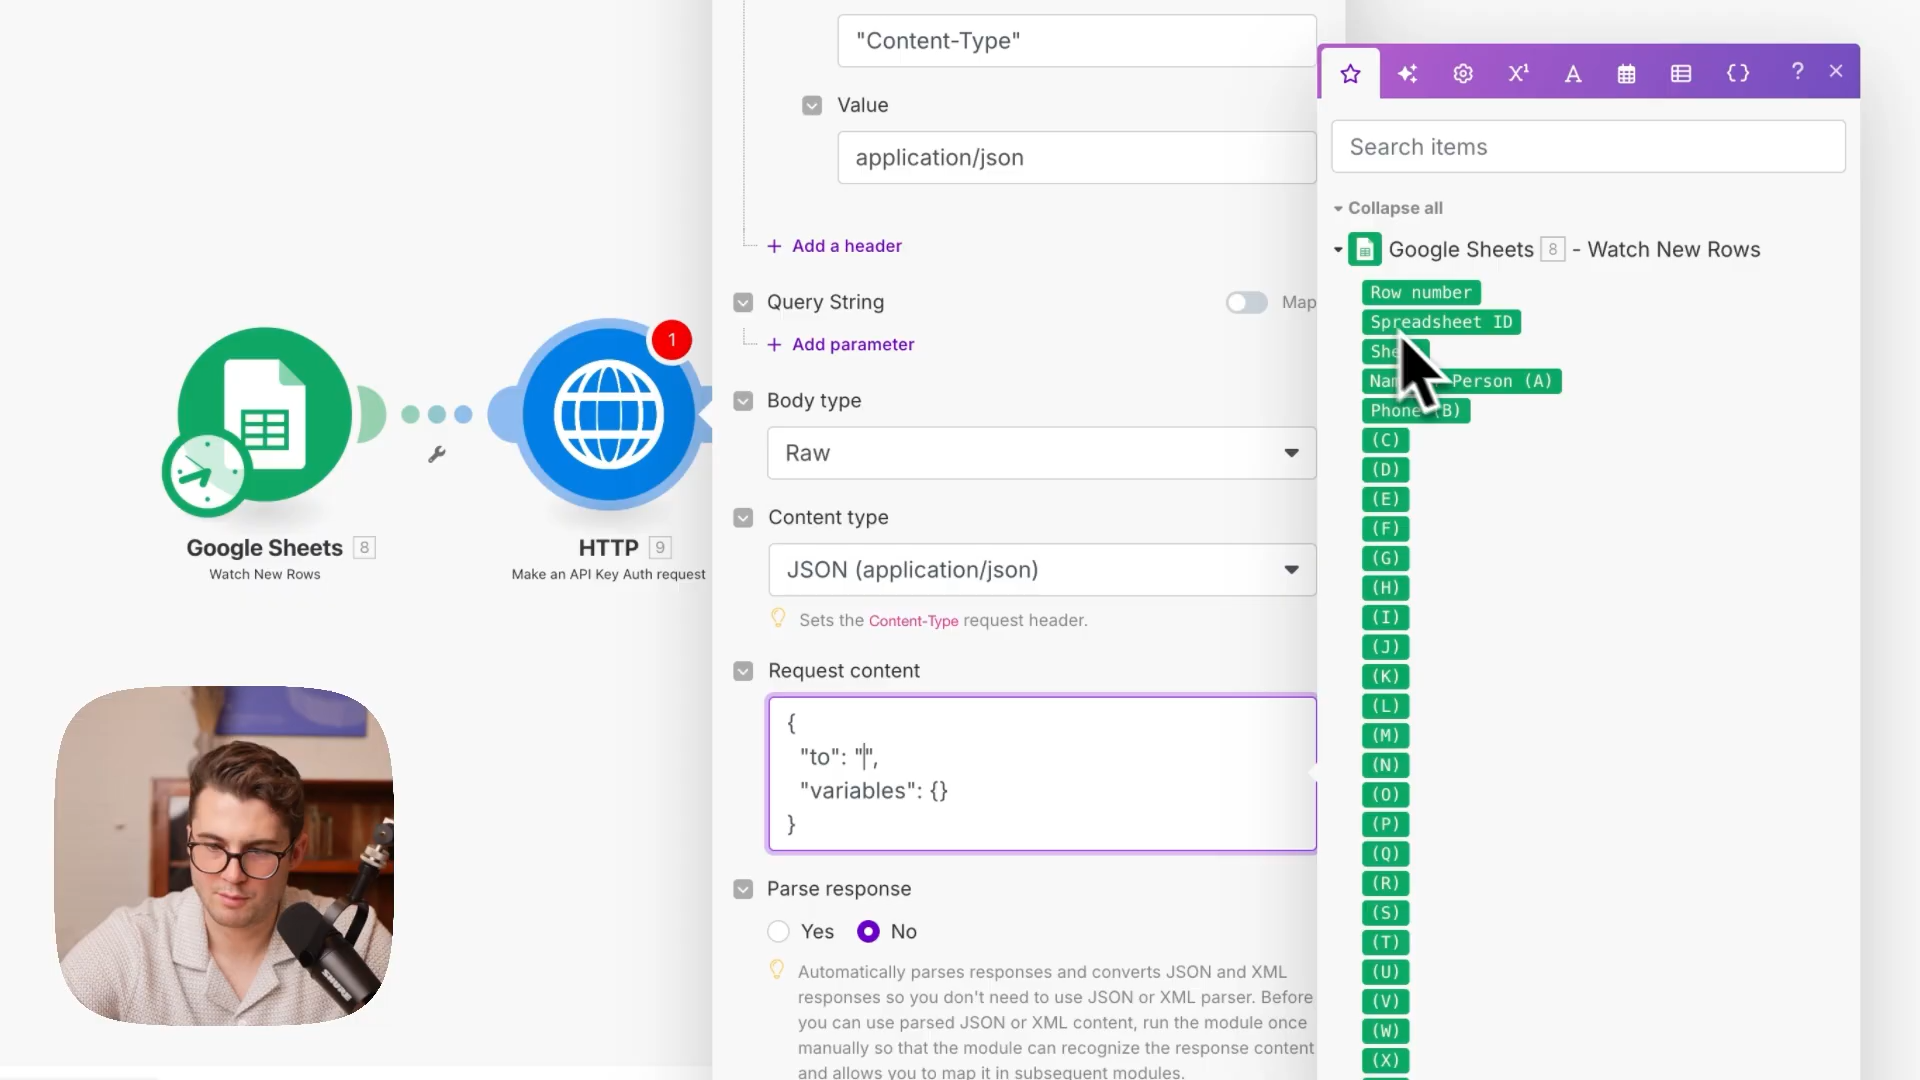 "Content-Type"
Value
application/json
+ Add a header
Query String
Map
+ Add parameter
Body type
Raw
Content type
JSON (application/json)
Sets the Content-Type request header.
Request content
{
"to": "",
"variables": {}
}
Parse response
Yes
No
Automatically parses responses and converts JSON and XML
responses so you don't need to use JSON or XML parser. Before
you can use parsed JSON or XML content, run the module once
manually so that the module can recognize the response content
and allows you to map it in subsequent modules.
1
Google Sheets 8
Watch New Rows
HTTP 9
Make an API Key Auth request
SHURE
X¹
A
{}
?
Search items
Collapse all
Google Sheets 8 - Watch New Rows
Row number
Spreadsheet ID
Person (A)
Phone (B)
(C)
(D)
(E)
(F)
(G)
(H)
(I)
(J)
(K)
(L)
(M)
(N)
(O)
(P)
(Q)
(R)
(S)
(T)
(U)
(V)
(W)
(X)